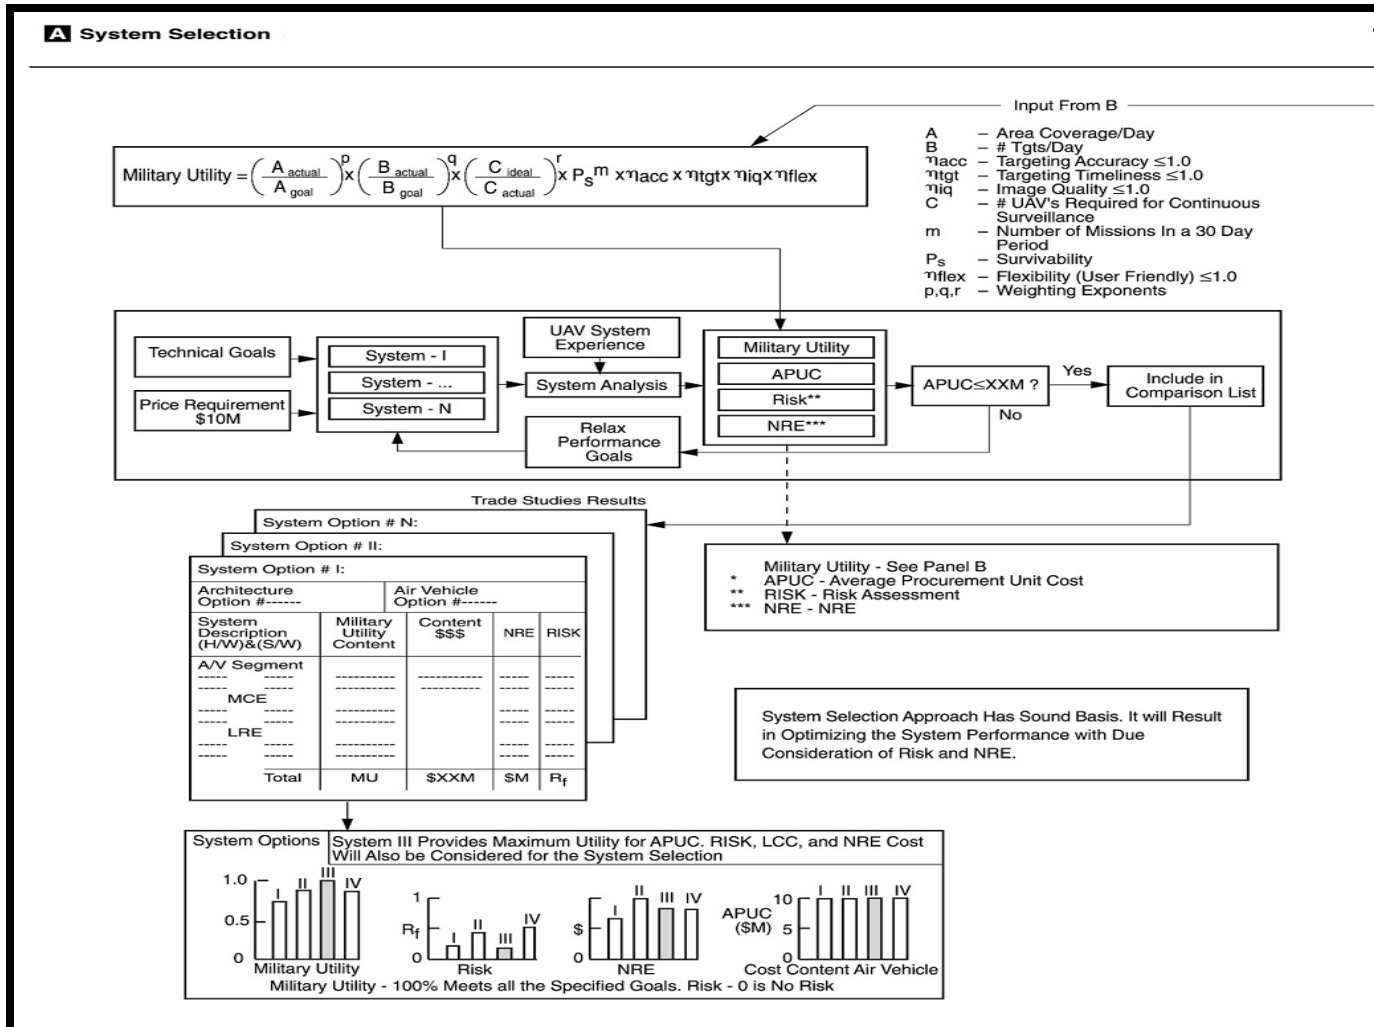 A System Selection
Input From B
A – Area Coverage/Day
B – # Tgts/Day
ηacc – Targeting Accuracy ≤1.0
ηtgt – Targeting Timeliness ≤1.0
ηiq – Image Quality ≤1.0
C – # UAV's Required for Continuous
Surveillance
m – Number of Missions In a 30 Day
Period
Ps – Survivability
ηflex – Flexibility (User Friendly) ≤1.0
p,q,r – Weighting Exponents
Military Utility = (A actual / A goal)^p x (B actual / B goal)^q x (C ideal / C actual)^r x Ps^m x ηacc x ηtgt x ηiq x ηflex
Technical Goals
Price Requirement
$10M
System - I
System - ...
System - N
UAV System
Experience
System Analysis
Relax
Performance
Goals
Military Utility
APUC
Risk**
NRE***
APUC≤XXM ?
Yes
No
Include in
Comparison List
Trade Studies Results
System Option # N:
System Option # II:
System Option # I:
Architecture
Option #------
Air Vehicle
Option #------
System
Description
(H/W)&(S/W)
Military
Utility
Content
Content
$$$
NRE
RISK
A/V Segment
MCE
LRE
Total MU $XXM $M Rf
Military Utility - See Panel B
* APUC - Average Procurement Unit Cost
** RISK - Risk Assessment
*** NRE - NRE
System Selection Approach Has Sound Basis. It will Result
in Optimizing the System Performance with Due
Consideration of Risk and NRE.
System Options
System III Provides Maximum Utility for APUC. RISK, LCC, and NRE Cost
Will Also be Considered for the System Selection
1.0
0.5
0
I II III IV
Military Utility
1
Rf
0
I II III IV
Risk
$
0
I II III IV
NRE
APUC
($M)
10
5
0
I II III IV
Cost Content Air Vehicle
Military Utility - 100% Meets all the Specified Goals. Risk - 0 is No Risk